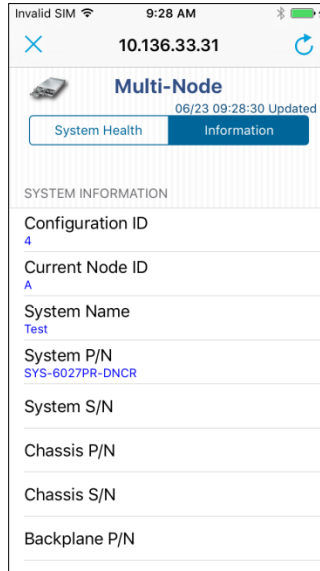 Invalid SIM 9:28 AM
10.136.33.31
Multi-Node
06/23 09:28:30 Updated
System Health Information
SYSTEM INFORMATION
Configuration ID
4
Current Node ID
A
System Name
Test
System P/N
SYS-6027PR-DNCR
System S/N
Chassis P/N
Chassis S/N
Backplane P/N